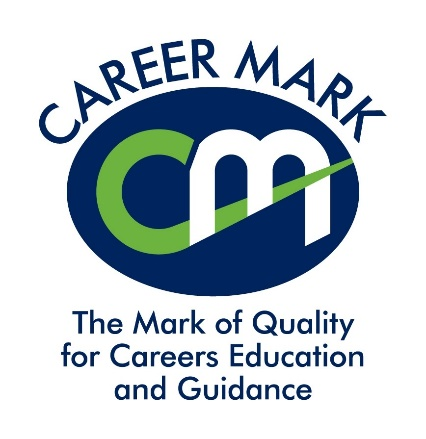 CAREER MARK
cm
The Mark of Quality
for Careers Education
and Guidance